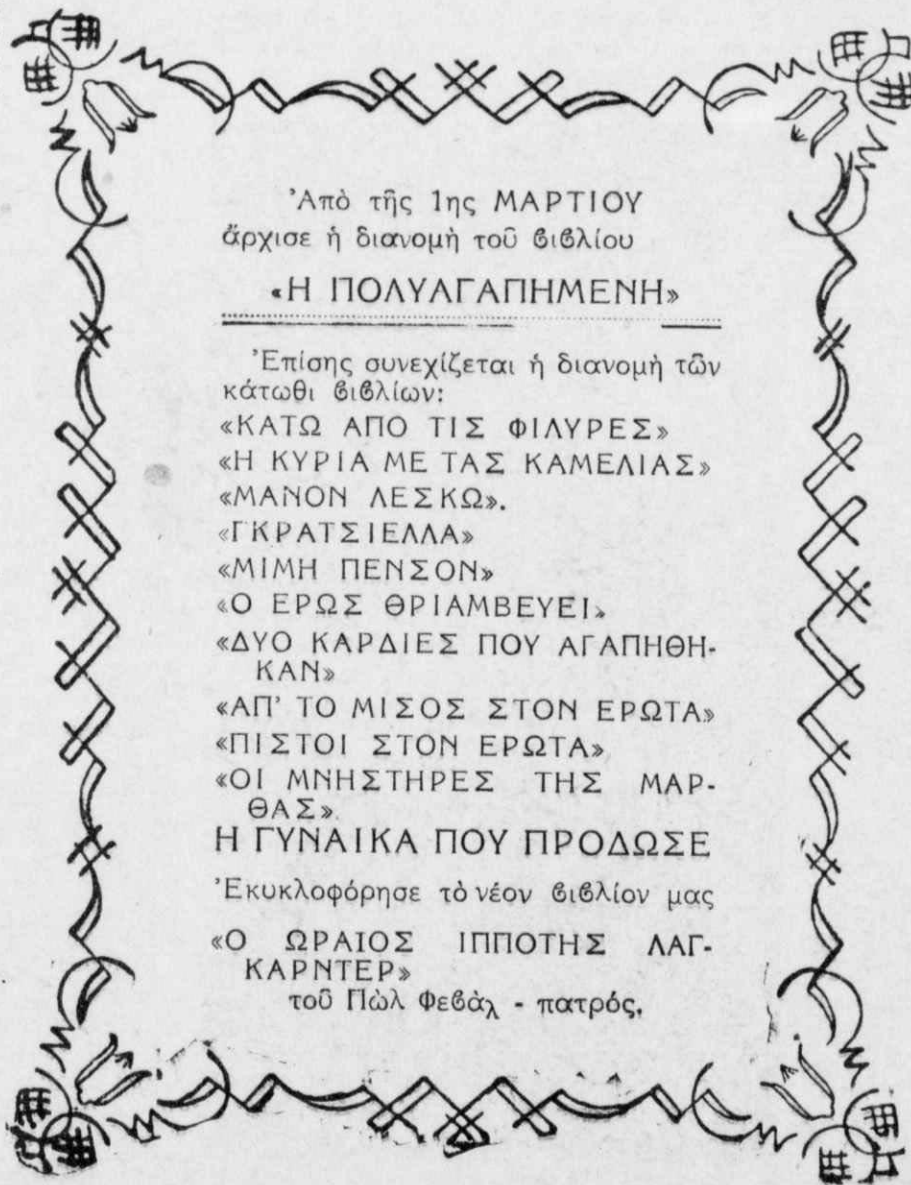 Ἀπὸ τῆς 1ης ΜΑΡΤΙΟΥ
ἄρχισε ἡ διανομὴ τοῦ ϐιϐλίου
«Η ΠΟΛΥΑΓΑΠΗΜΕΝΗ»
Ἐπίσης συνεχίζεται ἡ διανομὴ τῶν
κάτωθι ϐιϐλίων:
«ΚΑΤΩ ΑΠΟ ΤΙΣ ΦΙΛΥΡΕΣ»
«Η ΚΥΡΙΑ ΜΕ ΤΑΣ ΚΑΜΕΛΙΑΣ»
«ΜΑΝΟΝ ΛΕΣΚΩ».
«ΓΚΡΑΤΣΙΕΛΛΑ»
«ΜΙΜΗ ΠΕΝΣΟΝ»
«Ο ΕΡΩΣ ΘΡΙΑΜΒΕΥΕΙ»
«ΔΥΟ ΚΑΡΔΙΕΣ ΠΟΥ ΑΓΑΠΗΘΗ-
ΚΑΝ»
«ΑΠ' ΤΟ ΜΙΣΟΣ ΣΤΟΝ ΕΡΩΤΑ»
«ΠΙΣΤΟΙ ΣΤΟΝ ΕΡΩΤΑ»
«ΟΙ ΜΝΗΣΤΗΡΕΣ ΤΗΣ ΜΑΡ-
ΘΑΣ»
Η ΓΥΝΑΙΚΑ ΠΟΥ ΠΡΟΔΩΣΕ
Ἐκυκλοφόρησε τὸ νέον ϐιϐλίον μας
«Ο ΩΡΑΙΟΣ ΙΠΠΟΤΗΣ ΛΑΓ-
ΚΑΡΝΤΕΡ»
τοῦ Πὼλ Φεϐὰλ - πατρός.